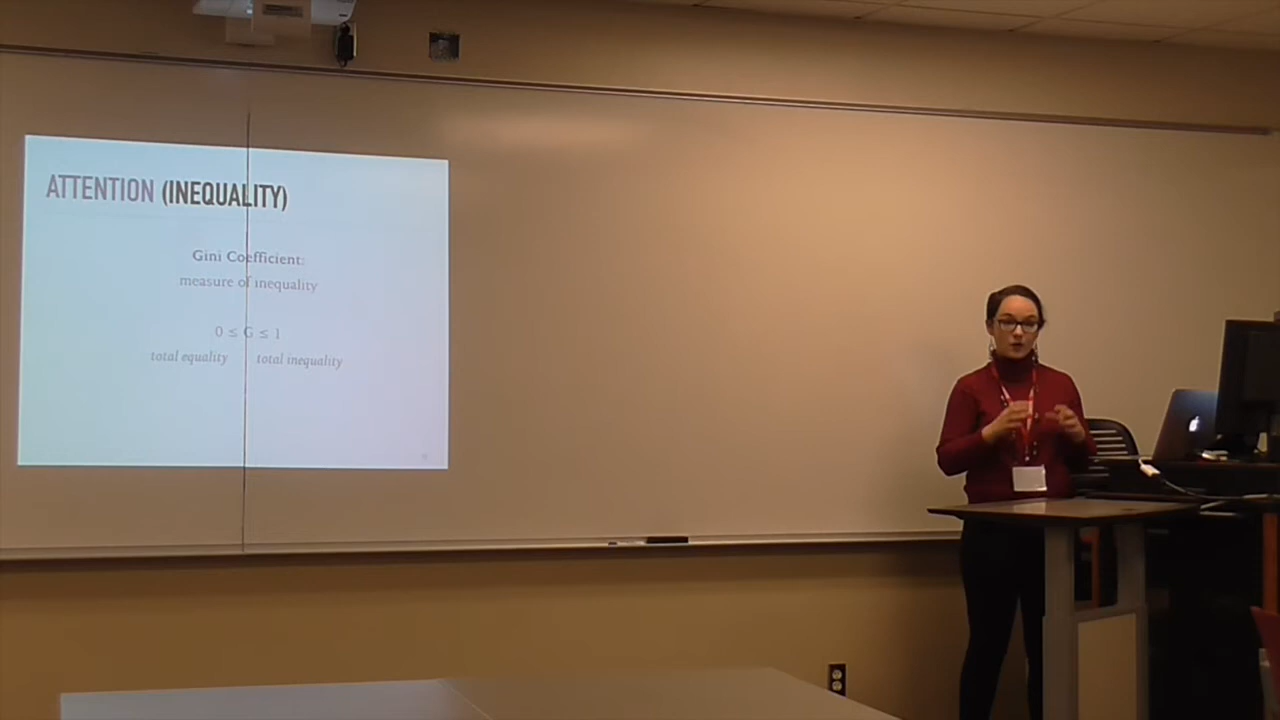 ATTENTION (INEQUALITY)
Gini Coefficient:
measure of inequality
0 ≤ G ≤ 1
total equality total inequality